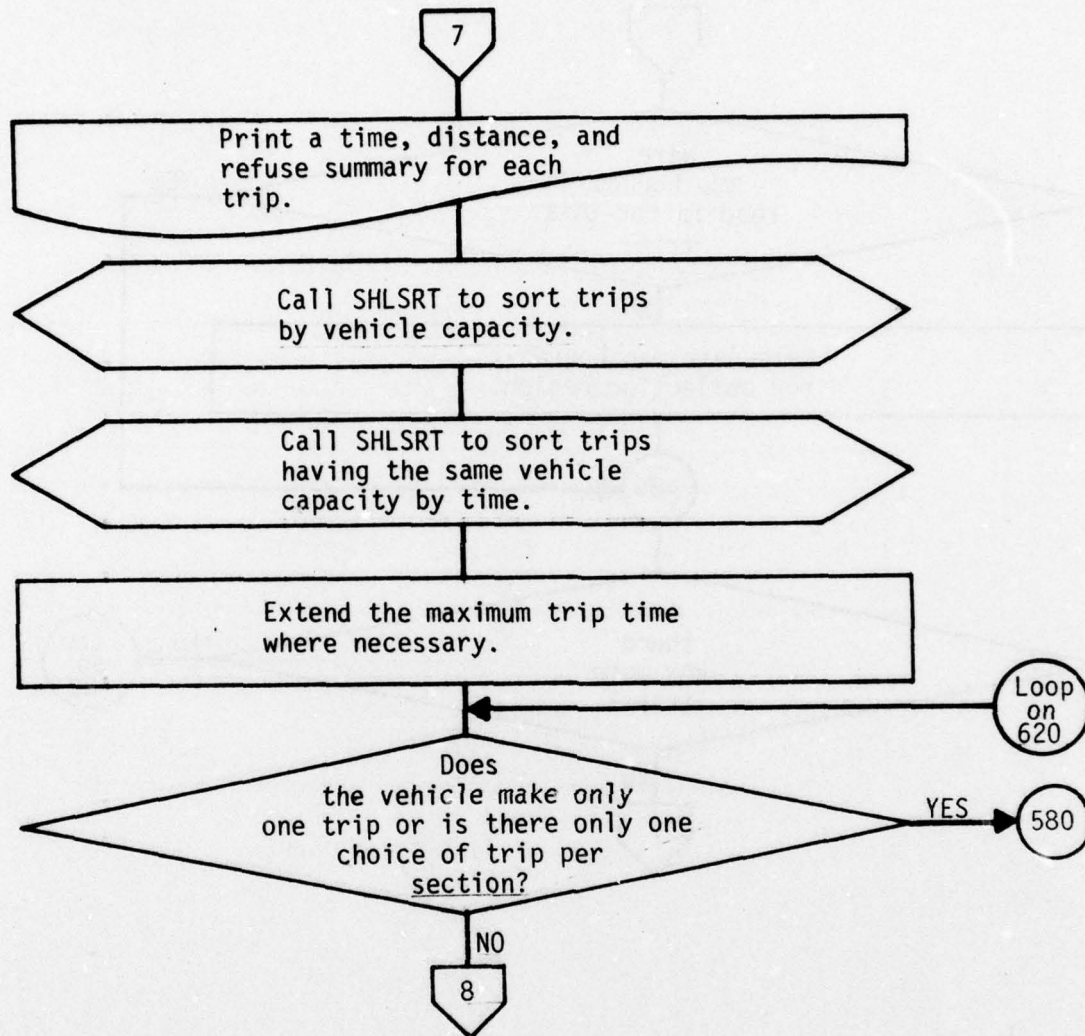 7
Print a time, distance, and
refuse summary for each
trip.
Call SHLSRT to sort trips
by vehicle capacity.
Call SHLSRT to sort trips
having the same vehicle
capacity by time.
Extend the maximum trip time
where necessary.
Loop
on
620
Does
the vehicle make only
one trip or is there only one
choice of trip per
section?
YES
580
NO
8